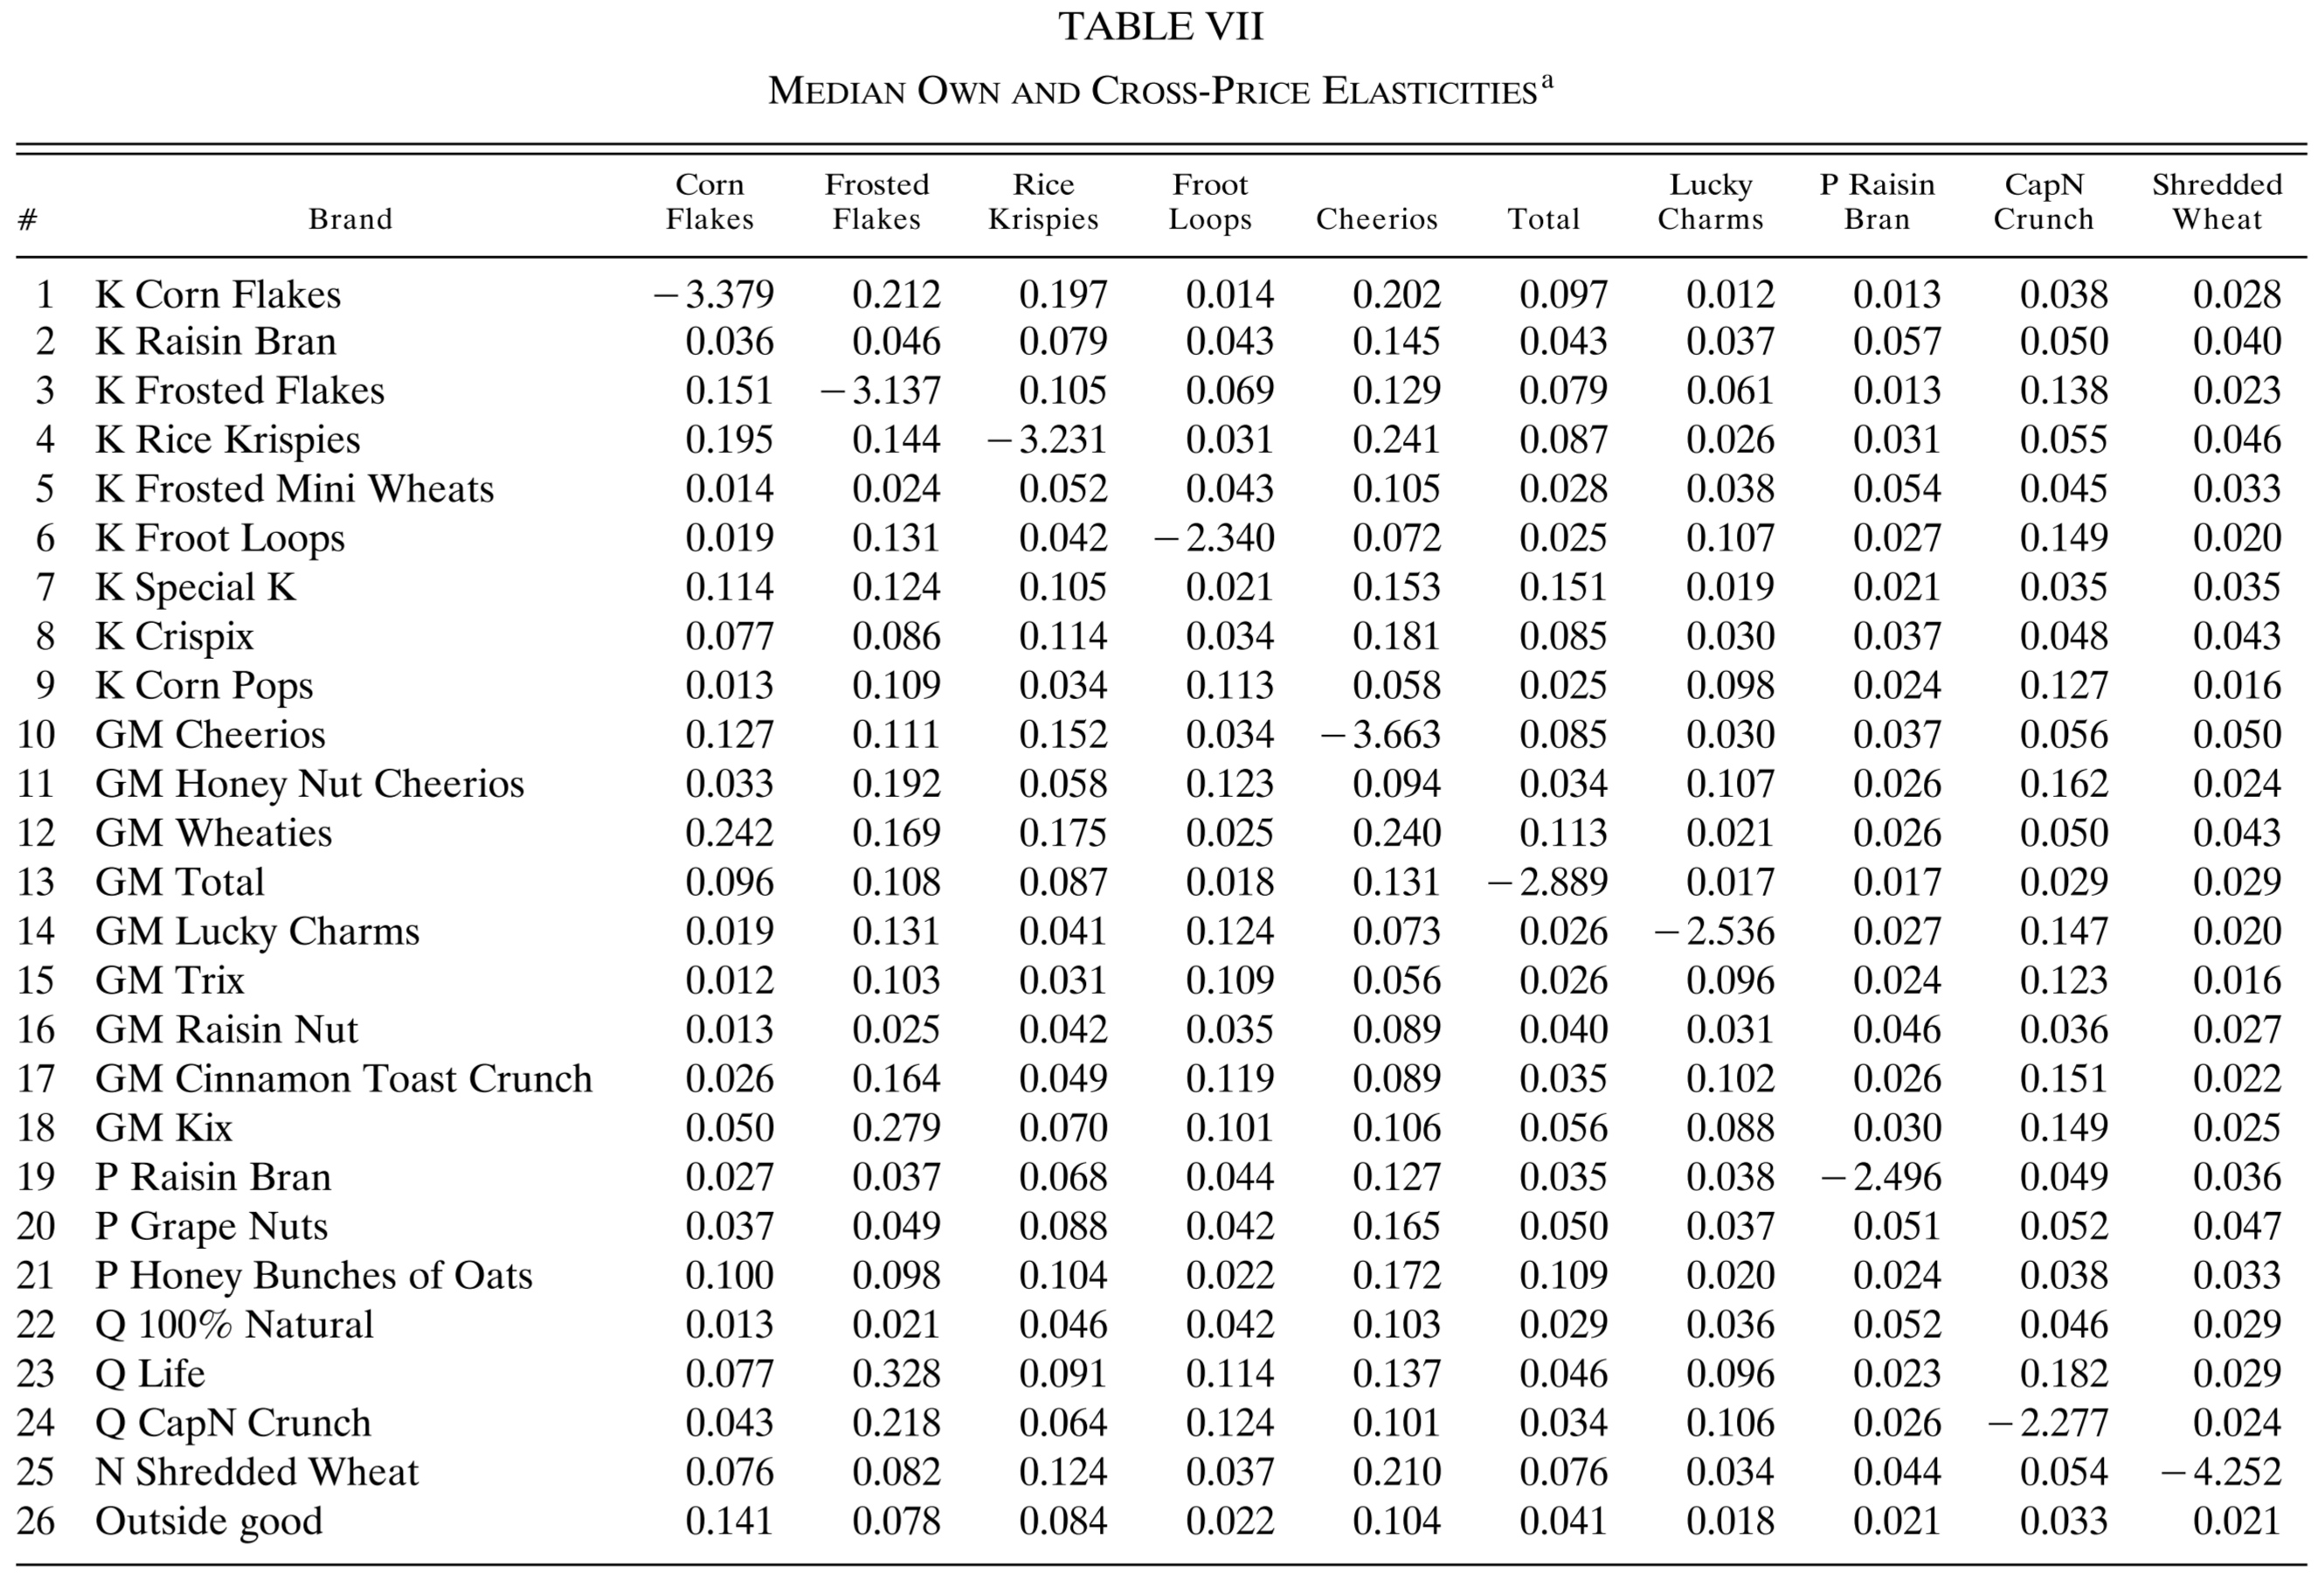 TABLE VII
MEDIAN OWN AND CROSS-PRICE ELASTICITIESᵃ
Corn Frosted Rice Froot Lucky P Raisin CapN Shredded
# Brand Flakes Flakes Krispies Loops Cheerios Total Charms Bran Crunch Wheat
1 K Corn Flakes −3.379 0.212 0.197 0.014 0.202 0.097 0.012 0.013 0.038 0.028
2 K Raisin Bran 0.036 0.046 0.079 0.043 0.145 0.043 0.037 0.057 0.050 0.040
3 K Frosted Flakes 0.151 −3.137 0.105 0.069 0.129 0.079 0.061 0.013 0.138 0.023
4 K Rice Krispies 0.195 0.144 −3.231 0.031 0.241 0.087 0.026 0.031 0.055 0.046
5 K Frosted Mini Wheats 0.014 0.024 0.052 0.043 0.105 0.028 0.038 0.054 0.045 0.033
6 K Froot Loops 0.019 0.131 0.042 −2.340 0.072 0.025 0.107 0.027 0.149 0.020
7 K Special K 0.114 0.124 0.105 0.021 0.153 0.151 0.019 0.021 0.035 0.035
8 K Crispix 0.077 0.086 0.114 0.034 0.181 0.085 0.030 0.037 0.048 0.043
9 K Corn Pops 0.013 0.109 0.034 0.113 0.058 0.025 0.098 0.024 0.127 0.016
10 GM Cheerios 0.127 0.111 0.152 0.034 −3.663 0.085 0.030 0.037 0.056 0.050
11 GM Honey Nut Cheerios 0.033 0.192 0.058 0.123 0.094 0.034 0.107 0.026 0.162 0.024
12 GM Wheaties 0.242 0.169 0.175 0.025 0.240 0.113 0.021 0.026 0.050 0.043
13 GM Total 0.096 0.108 0.087 0.018 0.131 −2.889 0.017 0.017 0.029 0.029
14 GM Lucky Charms 0.019 0.131 0.041 0.124 0.073 0.026 −2.536 0.027 0.147 0.020
15 GM Trix 0.012 0.103 0.031 0.109 0.056 0.026 0.096 0.024 0.123 0.016
16 GM Raisin Nut 0.013 0.025 0.042 0.035 0.089 0.040 0.031 0.046 0.036 0.027
17 GM Cinnamon Toast Crunch 0.026 0.164 0.049 0.119 0.089 0.035 0.102 0.026 0.151 0.022
18 GM Kix 0.050 0.279 0.070 0.101 0.106 0.056 0.088 0.030 0.149 0.025
19 P Raisin Bran 0.027 0.037 0.068 0.044 0.127 0.035 0.038 −2.496 0.049 0.036
20 P Grape Nuts 0.037 0.049 0.088 0.042 0.165 0.050 0.037 0.051 0.052 0.047
21 P Honey Bunches of Oats 0.100 0.098 0.104 0.022 0.172 0.109 0.020 0.024 0.038 0.033
22 Q 100% Natural 0.013 0.021 0.046 0.042 0.103 0.029 0.036 0.052 0.046 0.029
23 Q Life 0.077 0.328 0.091 0.114 0.137 0.046 0.096 0.023 0.182 0.029
24 Q CapN Crunch 0.043 0.218 0.064 0.124 0.101 0.034 0.106 0.026 −2.277 0.024
25 N Shredded Wheat 0.076 0.082 0.124 0.037 0.210 0.076 0.034 0.044 0.054 −4.252
26 Outside good 0.141 0.078 0.084 0.022 0.104 0.041 0.018 0.021 0.033 0.021